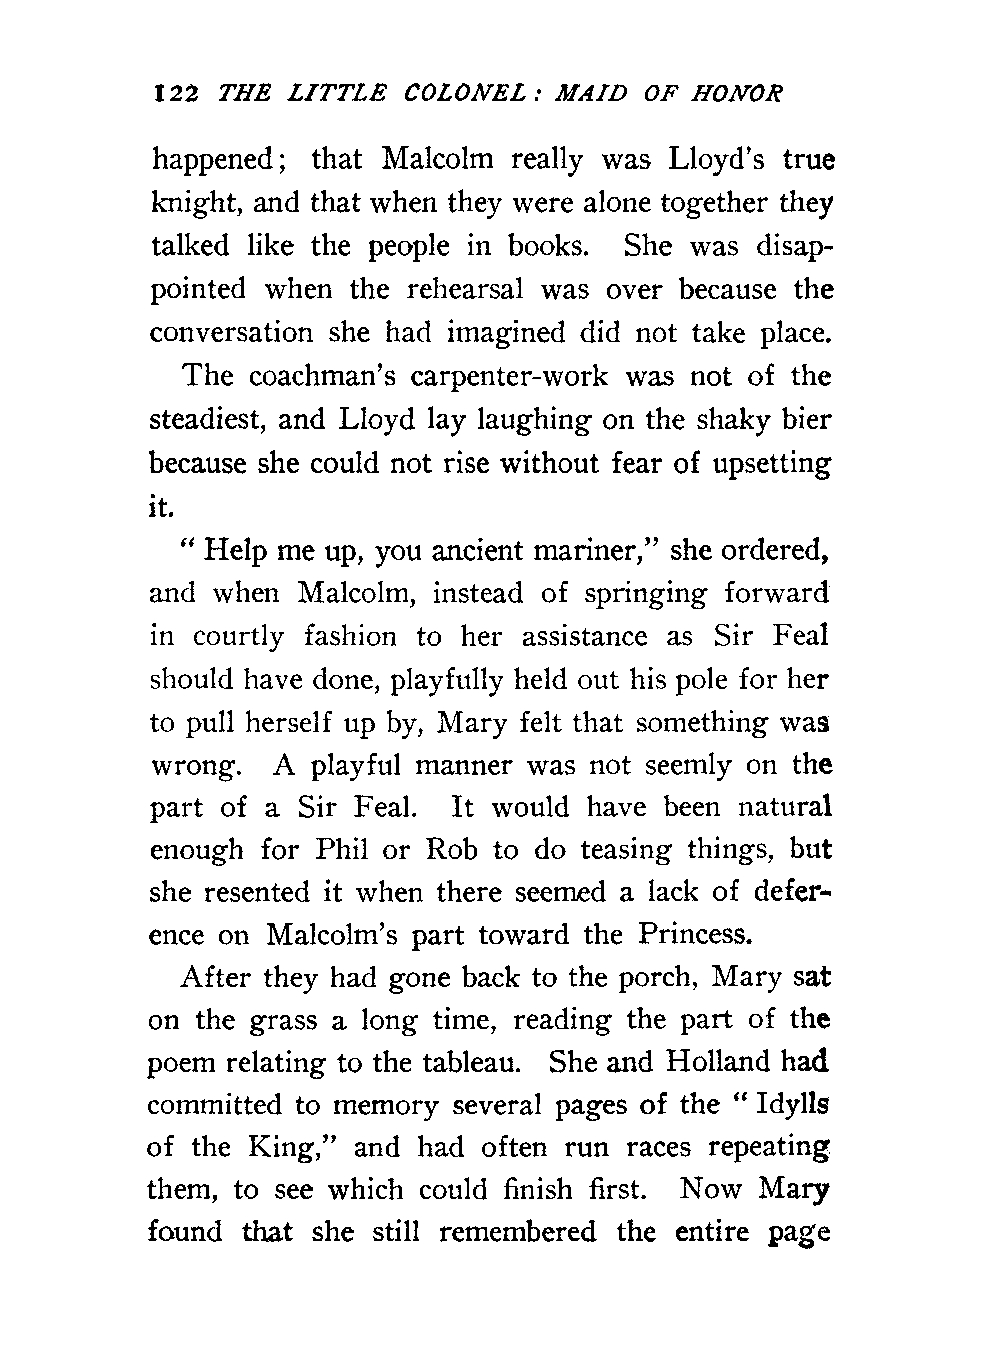 122 THE LITTLE COLONEL: MAID OF HONOR
happened; that Malcolm really was Lloyd's true
knight, and that when they were alone together they
talked like the people in books. She was disap-
pointed when the rehearsal was over because the
conversation she had imagined did not take place.
The coachman's carpenter-work was not of the
steadiest, and Lloyd lay laughing on the shaky bier
because she could not rise without fear of upsetting
it.
" Help me up, you ancient mariner," she ordered,
and when Malcolm, instead of springing forward
in courtly fashion to her assistance as Sir Feal
should have done, playfully held out his pole for her
to pull herself up by, Mary felt that something was
wrong. A playful manner was not seemly on the
part of a Sir Feal. It would have been natural
enough for Phil or Rob to do teasing things, but
she resented it when there seemed a lack of defer-
ence on Malcolm's part toward the Princess.
After they had gone back to the porch, Mary sat
on the grass a long time, reading the part of the
poem relating to the tableau. She and Holland had
committed to memory several pages of the " Idylls
of the King," and had often run races repeating
them, to see which could finish first. Now Mary
found that she still remembered the entire page